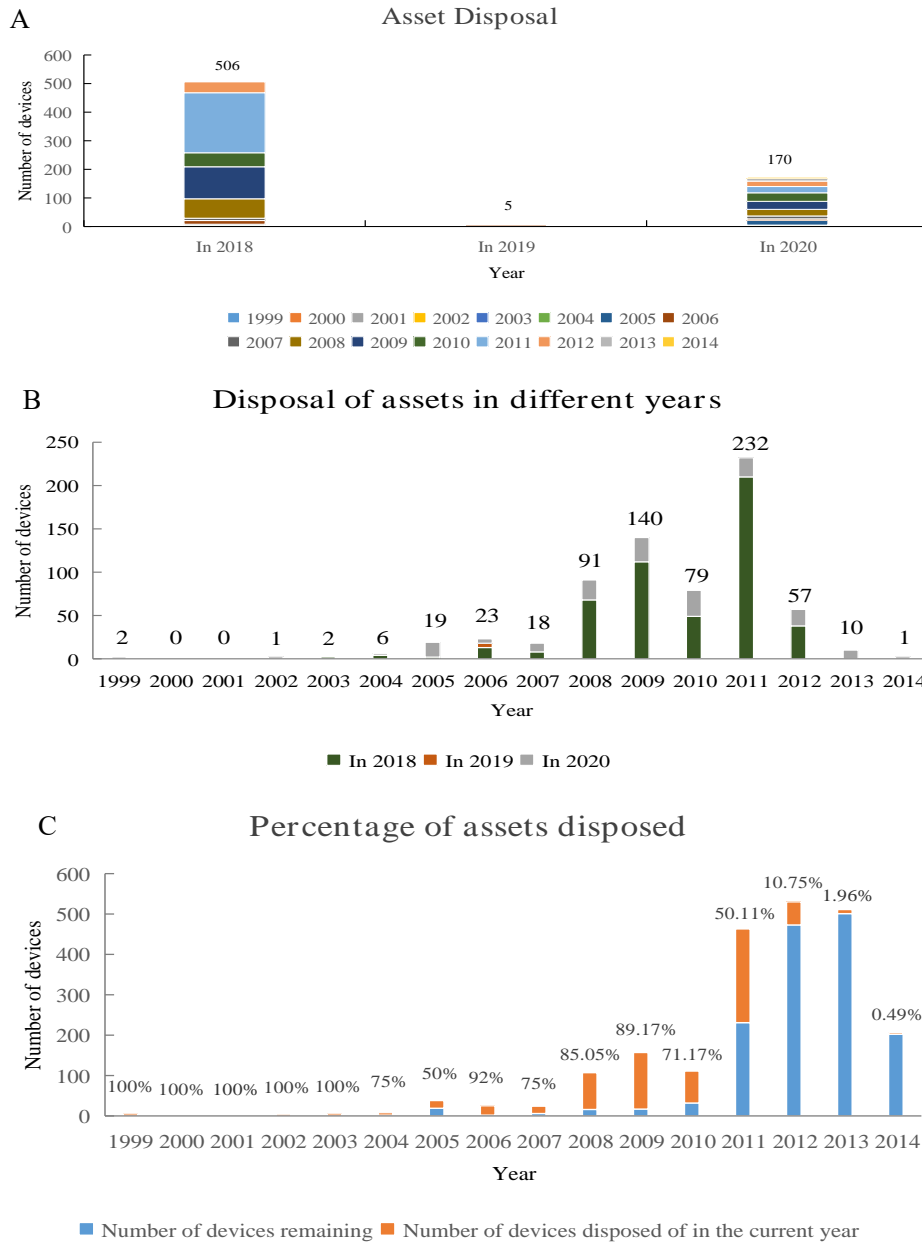 A
Asset Disposal
Number of devices
600
500
400
300
200
100
0
506
5
170
In 2018 In 2019 In 2020
Year
1999 2000 2001 2002 2003 2004 2005 2006
2007 2008 2009 2010 2011 2012 2013 2014
B
Disposal of assets in different years
Number of devices
250
200
150
100
50
0
2 0 0 1 2 6 19 23 18 91 140 79 232 57 10 1
1999 2000 2001 2002 2003 2004 2005 2006 2007 2008 2009 2010 2011 2012 2013 2014
Year
In 2018 In 2019 In 2020
C
Percentage of assets disposed
Number of devices
600
500
400
300
200
100
0
100% 100% 100% 100% 100% 75% 50% 92% 75% 85.05% 89.17% 71.17% 50.11% 10.75% 1.96% 0.49%
1999 2000 2001 2002 2003 2004 2005 2006 2007 2008 2009 2010 2011 2012 2013 2014
Year
Number of devices remaining Number of devices disposed of in the current year